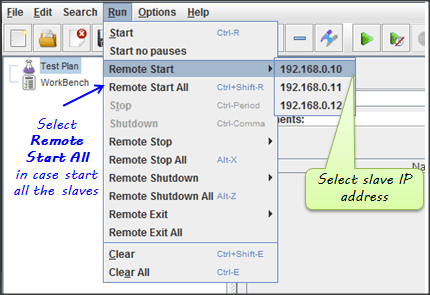 File Edit Search Run Options Help
Start Ctrl-R
Start no pauses
Test Plan
Remote Start 192.168.0.10
WorkBench
Remote Start All Ctrl+Shift-R 192.168.0.11
Stop Ctrl-Period 192.168.0.12
Shutdown Ctrl-Comma
ents:
Remote Stop
Remote Stop All Alt-X
Na
Remote Shutdown
Remote Shutdown All Alt-Z
Remote Exit
Remote Exit All
Clear Ctrl+Shift-E
Clear All Ctrl-E
Select
Remote
Start All
in case start
all the slaves
Select slave IP
address